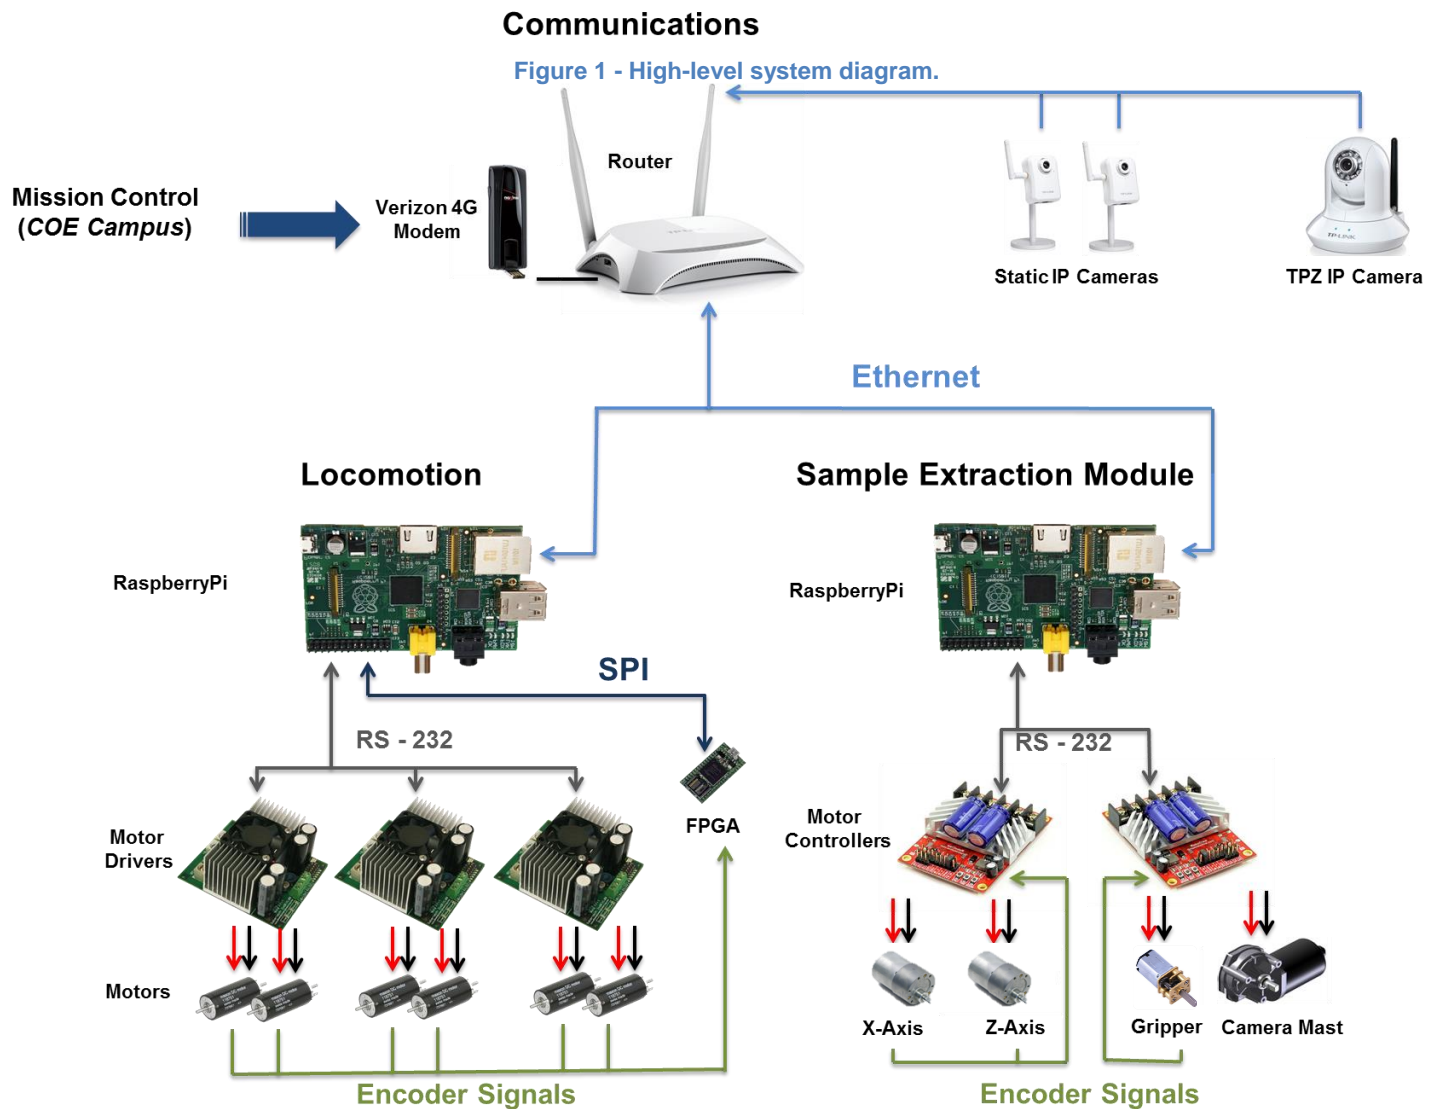 Communications
Figure 1 - High-level system diagram.
Router
Mission Control
(COE Campus)
Verizon 4G
Modem
TP-LINK
Static IP Cameras
TPZ IP Camera
Ethernet
Locomotion
Sample Extraction Module
RaspberryPi
RaspberryPi
SPI
RS - 232
RS - 232
FPGA
Motor
Drivers
Motor
Controllers
Motors
X-Axis
Z-Axis
Gripper
Camera Mast
Encoder Signals
Encoder Signals